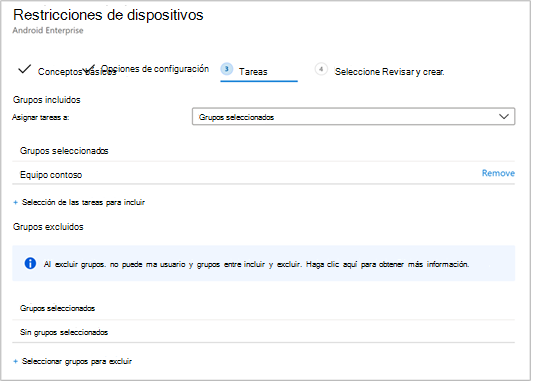 Restricciones de dispositivos
Android Enterprise
Conceptos básicos
Opciones de configuración
3 Tareas
4 Seleccione Revisar y crear.
Grupos incluidos
Asignar tareas a: Grupos seleccionados
Grupos seleccionados
Equipo contoso Remove
+ Selección de las tareas para incluir
Grupos excluidos
Al excluir grupos. no puede ma usuario y grupos entre incluir y excluir. Haga clic aquí para obtener más información.
Grupos seleccionados
Sin grupos seleccionados
+ Seleccionar grupos para excluir